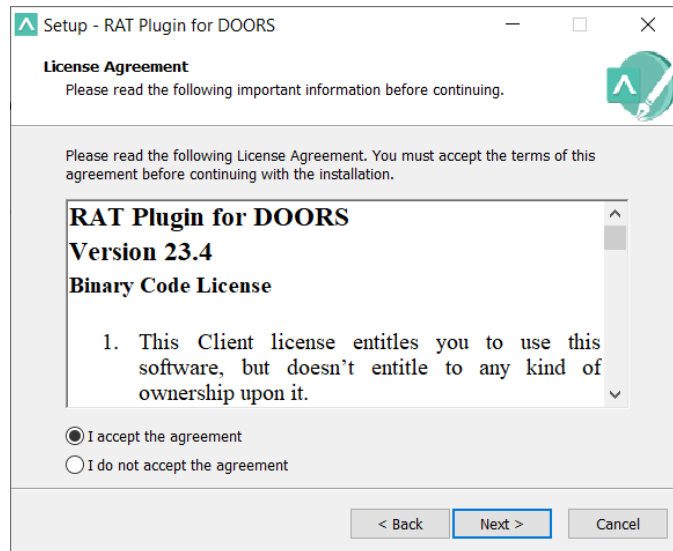 Setup - RAT Plugin for DOORS
License Agreement
Please read the following important information before continuing.
Please read the following License Agreement. You must accept the terms of this
agreement before continuing with the installation.
RAT Plugin for DOORS
Version 23.4
Binary Code License
1. This Client license entitles you to use this
software, but doesn’t entitle to any kind of
ownership upon it.
I accept the agreement
I do not accept the agreement
< Back Next > Cancel